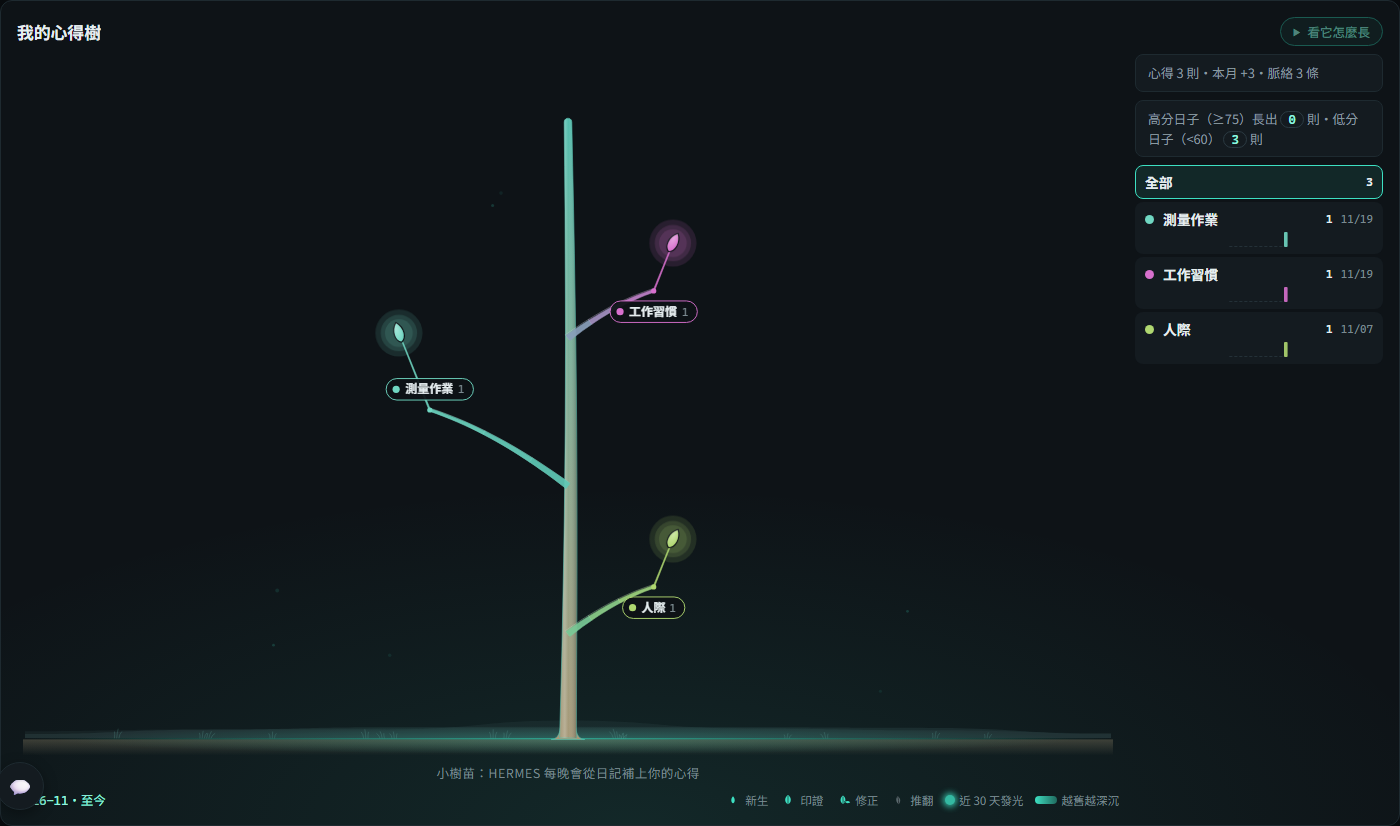 我的心得樹
看它怎麼長
心得 3 則・本月 +3・脈絡 3 條
高分日子（≥75）長出 0 則・低分
日子（<60） 3 則
全部 3
測量作業 1 11/19
工作習慣 1 11/19
人際 1 11/07
工作習慣 1
測量作業 1
人際 1
小樹苗：HERMES 每晚會從日記補上你的心得
6-11・至今
新生 印證 修正 推翻 近 30 天發光 越舊越深沉